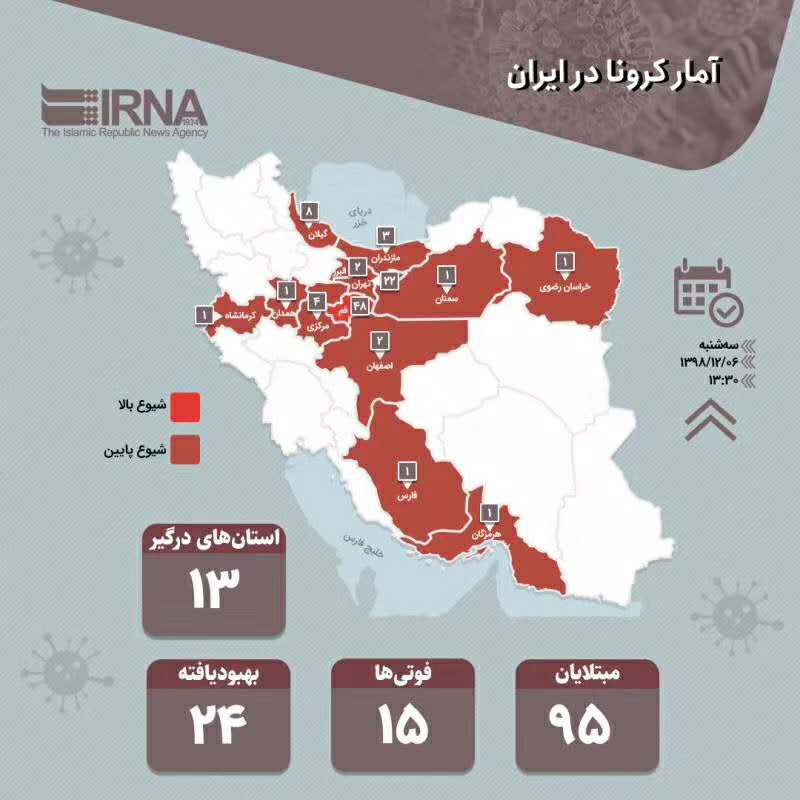 آمار کرونا در ایران
IRNA
1934
The Islamic Republic News Agency
دریای
خزر
۸
گیلان
۳
مازندران
۲
البرز
تهران
۲۲
۱
سمنان
۱
خراسان رضوی
۱
همدان
۴
مرکزی
۴۸
قم
۱
کرمانشاه
۲
اصفهان
سه‌شنبه
۱۳۹۸/۱۲/۰۶
۱۳:۳۰
شیوع بالا
شیوع پایین
۱
فارس
۱
هرمزگان
خلیج فارس
استان‌های درگیر
۱۳
مبتلایان
۹۵
فوتی‌ها
۱۵
بهبودیافته
۲۴